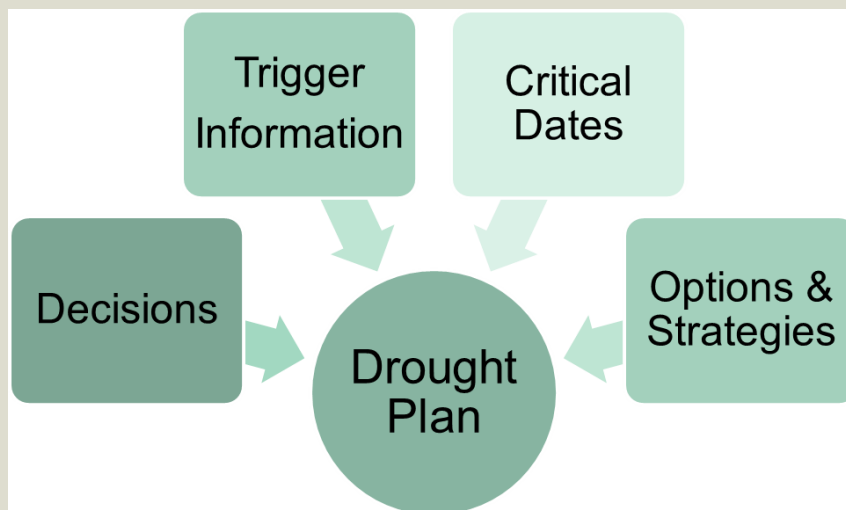 Trigger
Information
Critical
Dates
Decisions
Options &
Strategies
Drought
Plan